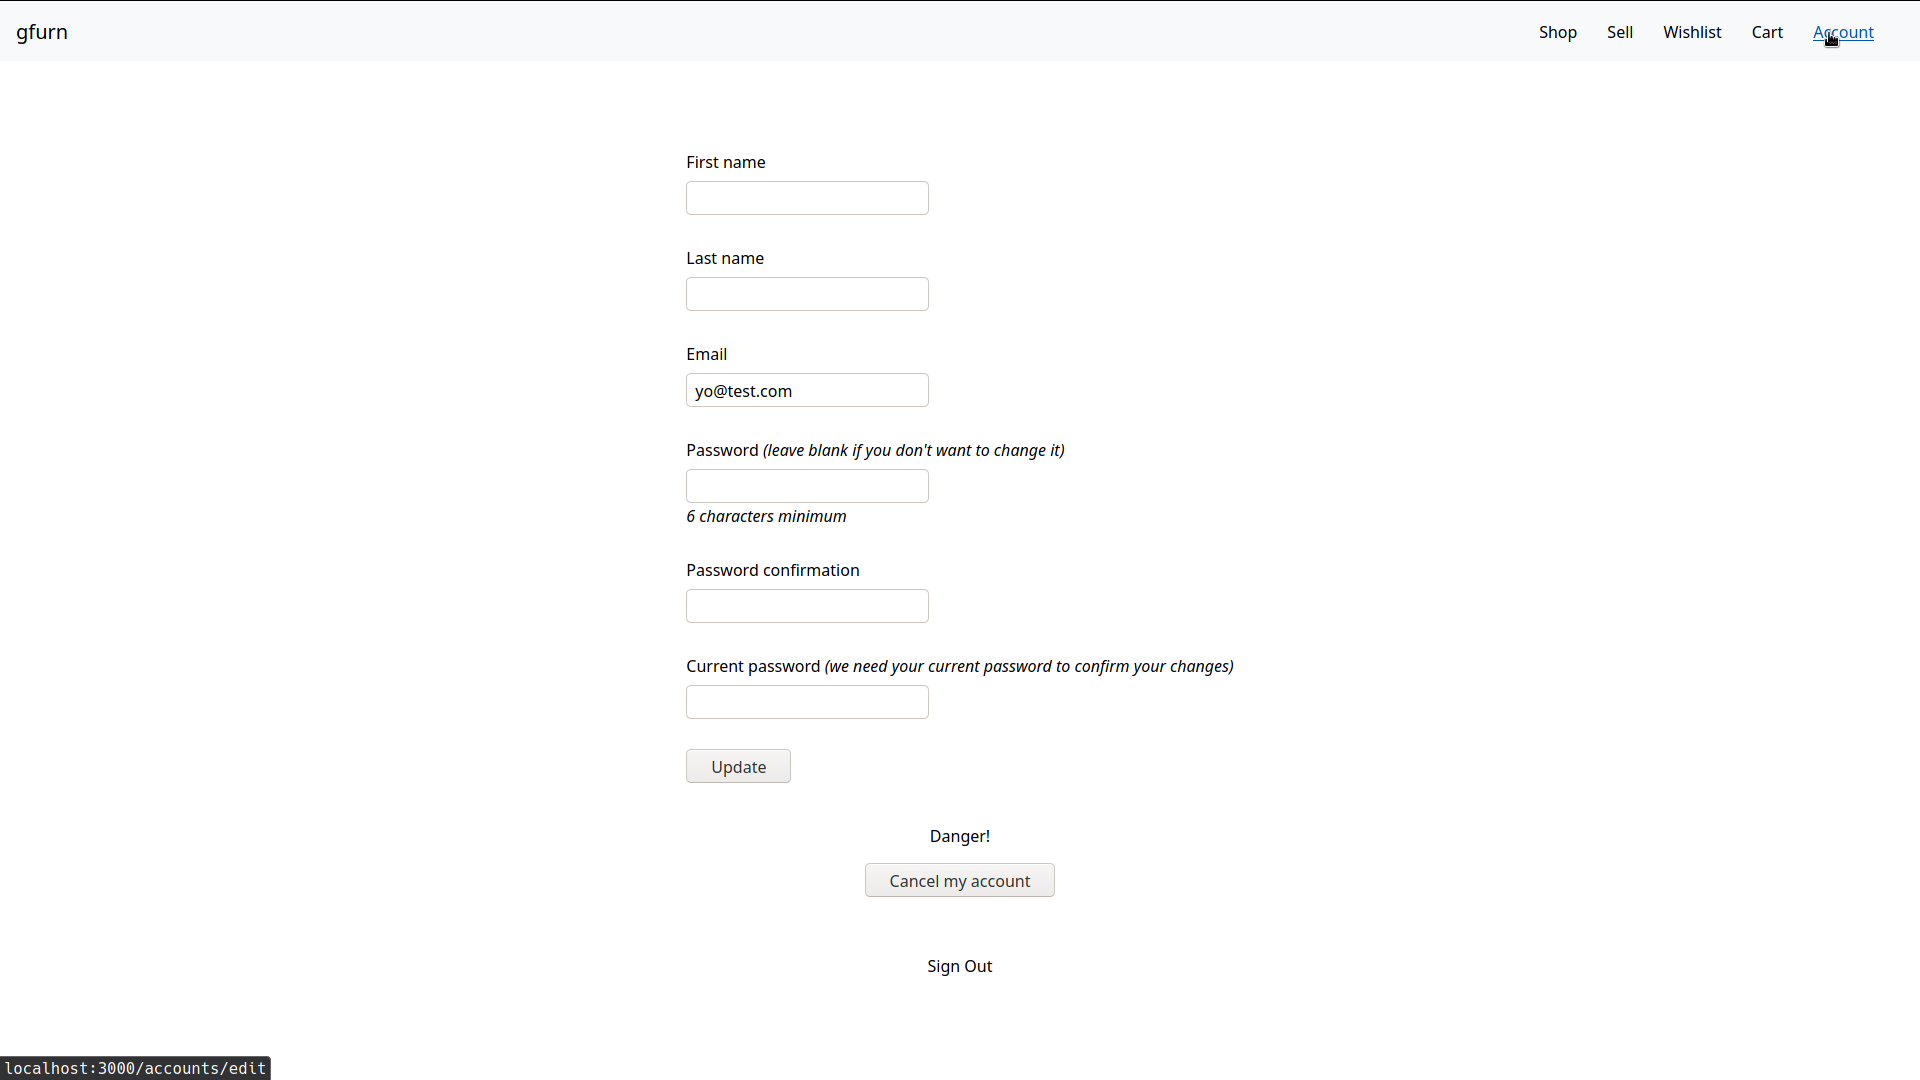 gfurn
Shop Sell Wishlist Cart Account
First name
Last name
Email
yo@test.com
Password (leave blank if you don't want to change it)
6 characters minimum
Password confirmation
Current password (we need your current password to confirm your changes)
Update
Danger!
Cancel my account
Sign Out
localhost:3000/accounts/edit